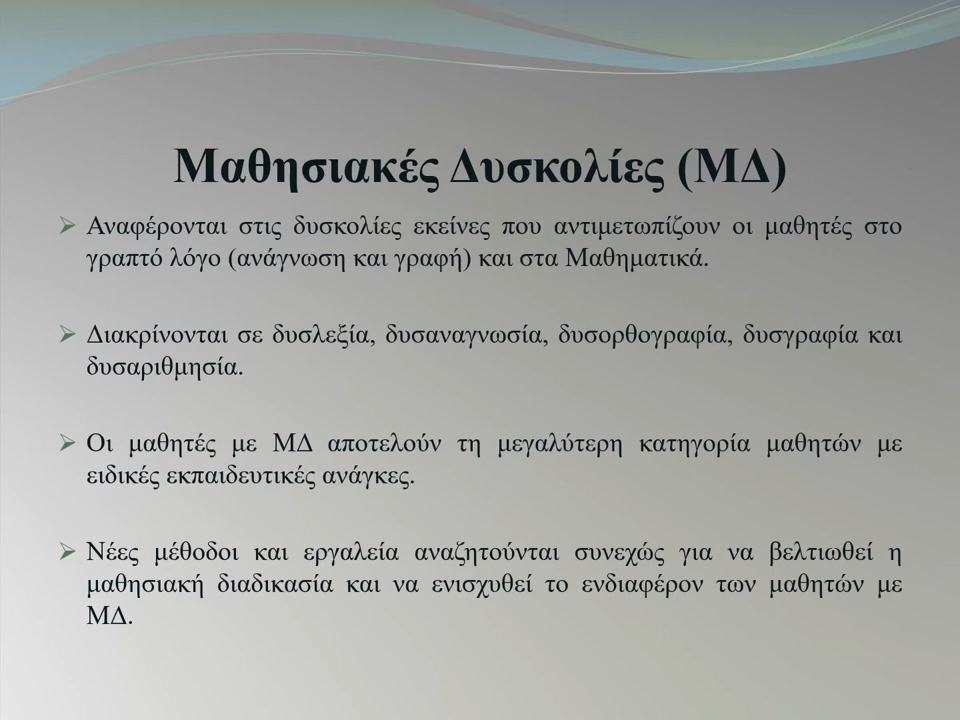 Μαθησιακές Δυσκολίες (ΜΔ)
Αναφέρονται στις δυσκολίες εκείνες που αντιμετωπίζουν οι μαθητές στο
γραπτό λόγο (ανάγνωση και γραφή) και στα Μαθηματικά.
Διακρίνονται σε δυσλεξία, δυσαναγνωσία, δυσορθογραφία, δυσγραφία και
δυσαριθμησία.
Οι μαθητές με ΜΔ αποτελούν τη μεγαλύτερη κατηγορία μαθητών με
ειδικές εκπαιδευτικές ανάγκες.
Νέες μέθοδοι και εργαλεία αναζητούνται συνεχώς για να βελτιωθεί η
μαθησιακή διαδικασία και να ενισχυθεί το ενδιαφέρον των μαθητών με
ΜΔ.